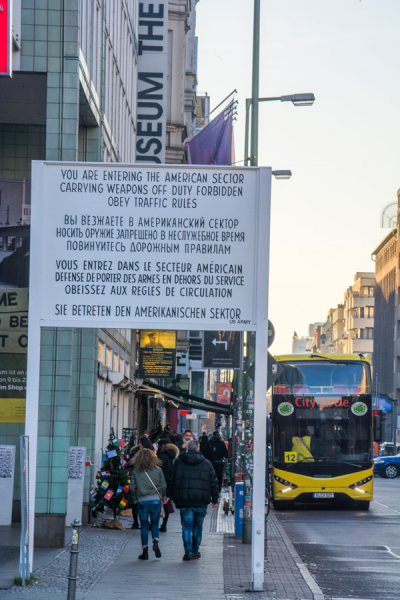 MUSEUM THE
YOU ARE ENTERING THE AMERICAN SECTOR
CARRYING WEAPONS OFF DUTY FORBIDDEN
OBEY TRAFFIC RULES
ВЫ ВЪЕЗЖАЕТЕ В АМЕРИКАНСКИЙ СЕКТОР
НОСИТЬ ОРУЖИЕ ЗАПРЕЩЕНО В НЕСЛУЖЕБНОЕ ВРЕМЯ
ПОВИНУЙТЕСЬ ДОРОЖНЫМ ПРАВИЛАМ
VOUS ENTREZ DANS LE SECTEUR AMÉRICAIN
DEFENSE DE PORTER DES ARMES EN DEHORS DU SERVICE
OBEISSEZ AUX REGLES DE CIRCULATION
SIE BETRETEN DEN AMERIKANISCHEN SEKTOR
US ARMY
12